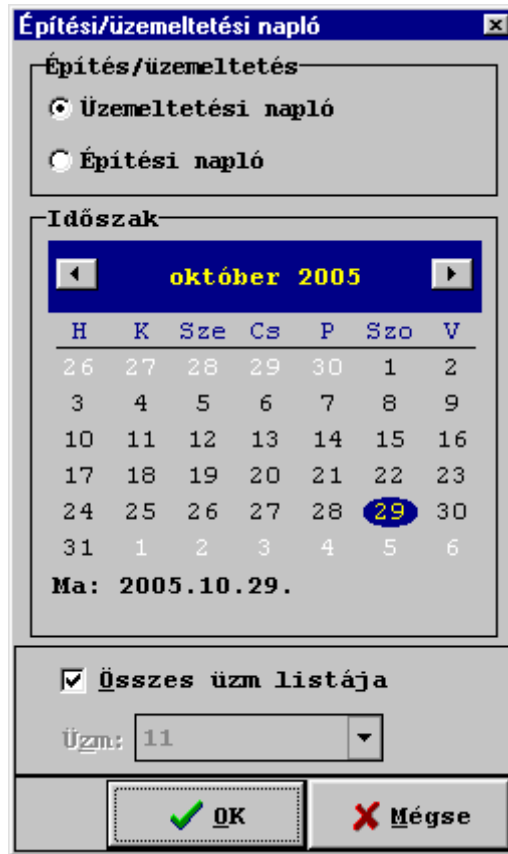 Építési/üzemeltetési napló
Építés/üzemeltetés
Üzemeltetési napló
Építési napló
Időszak
október 2005
H K Sze Cs P Szo V
26 27 28 29 30 1 2
3 4 5 6 7 8 9
10 11 12 13 14 15 16
17 18 19 20 21 22 23
24 25 26 27 28 29 30
31 1 2 3 4 5 6
Ma: 2005.10.29.
Összes üzm listája
Üzm: 11
OK Mégse